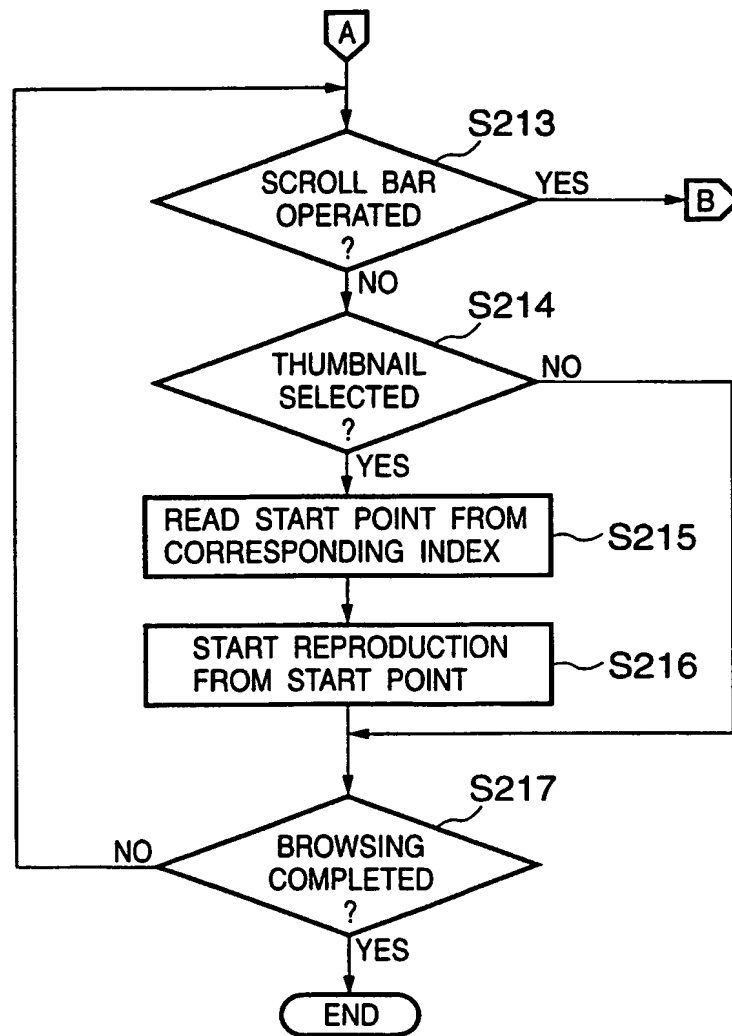 A
S213
SCROLL BAR
OPERATED
?
YES
B
NO
S214
THUMBNAIL
SELECTED
?
NO
YES
READ START POINT FROM
CORRESPONDING INDEX
S215
START REPRODUCTION
FROM START POINT
S216
S217
NO
BROWSING
COMPLETED
?
YES
END